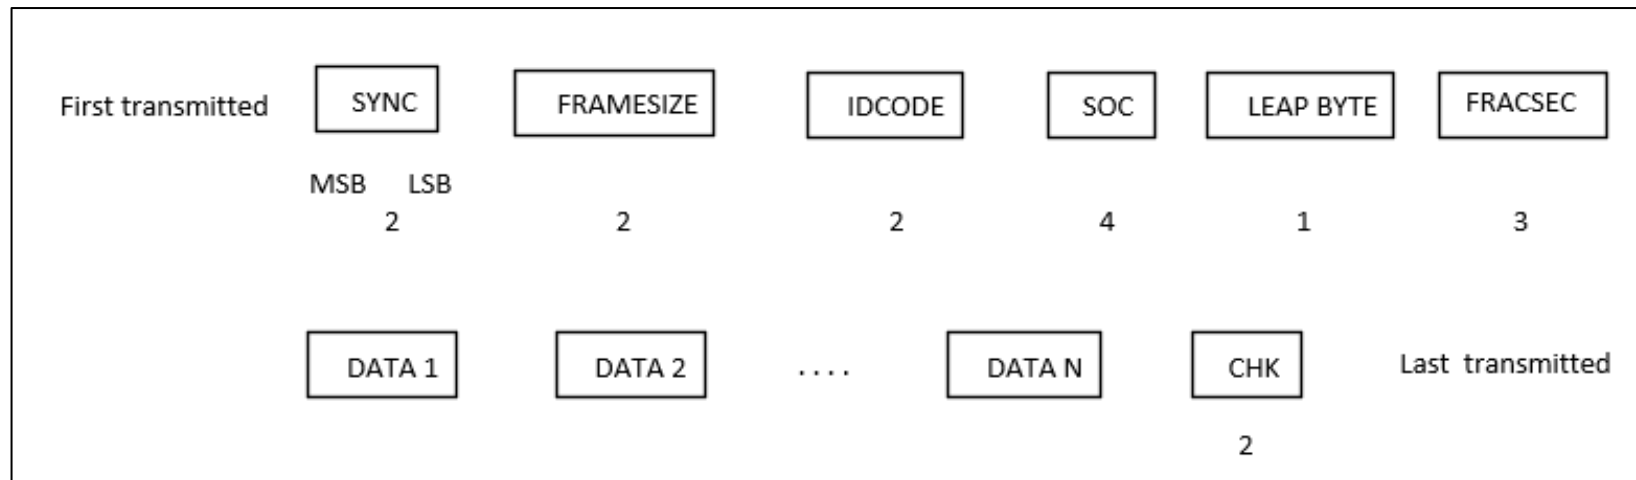 First transmitted SYNC FRAMESIZE IDCODE SOC LEAP BYTE FRACSEC
MSB LSB
2 2 2 4 1 3
DATA 1 DATA 2 .... DATA N CHK Last transmitted
2